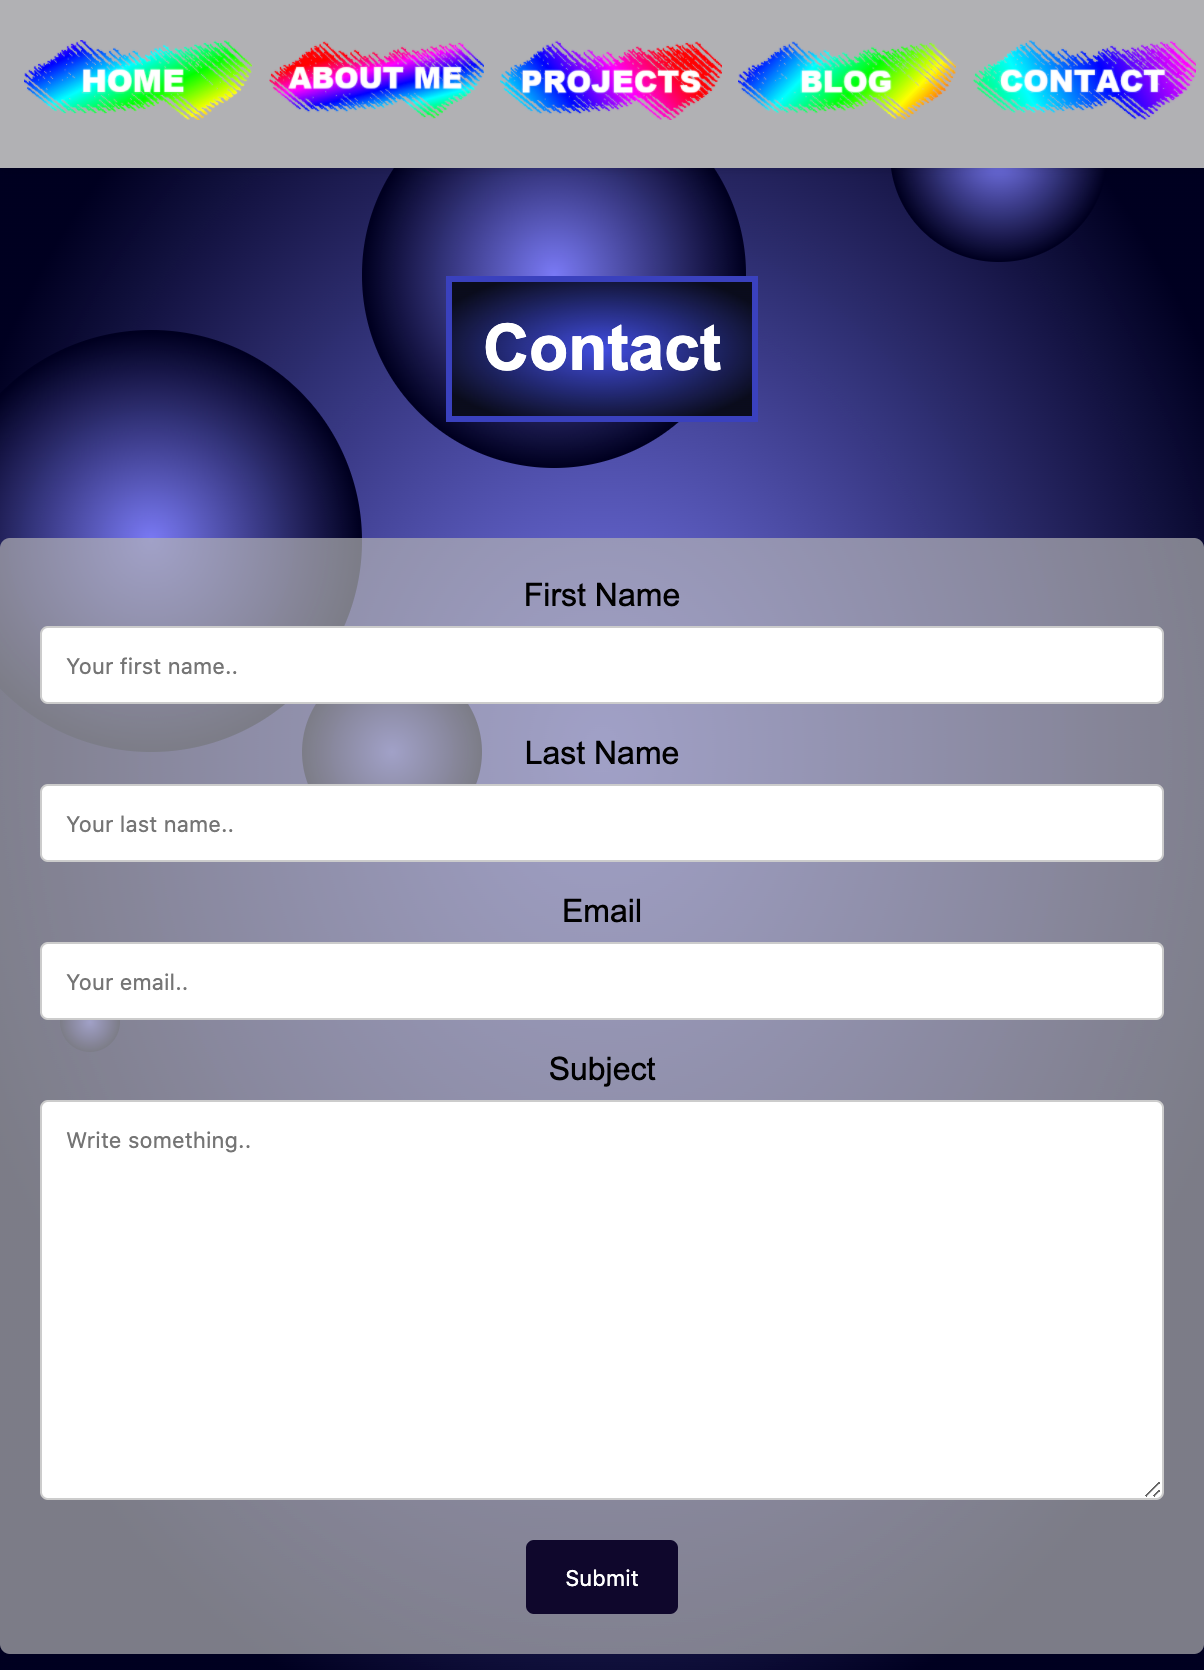 HOME ABOUT ME PROJECTS BLOG CONTACT
Contact
First Name
Your first name..
Last Name
Your last name..
Email
Your email..
Subject
Write something..
Submit